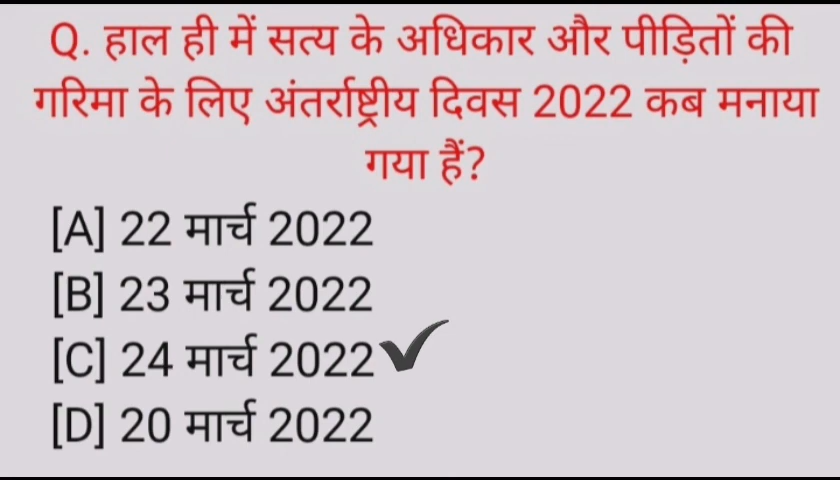 Q. हाल ही में सत्य के अधिकार और पीड़ितों की
गरिमा के लिए अंतर्राष्ट्रीय दिवस 2022 कब मनाया
गया हैं?
[A] 22 मार्च 2022
[B] 23 मार्च 2022
[C] 24 मार्च 2022
[D] 20 मार्च 2022